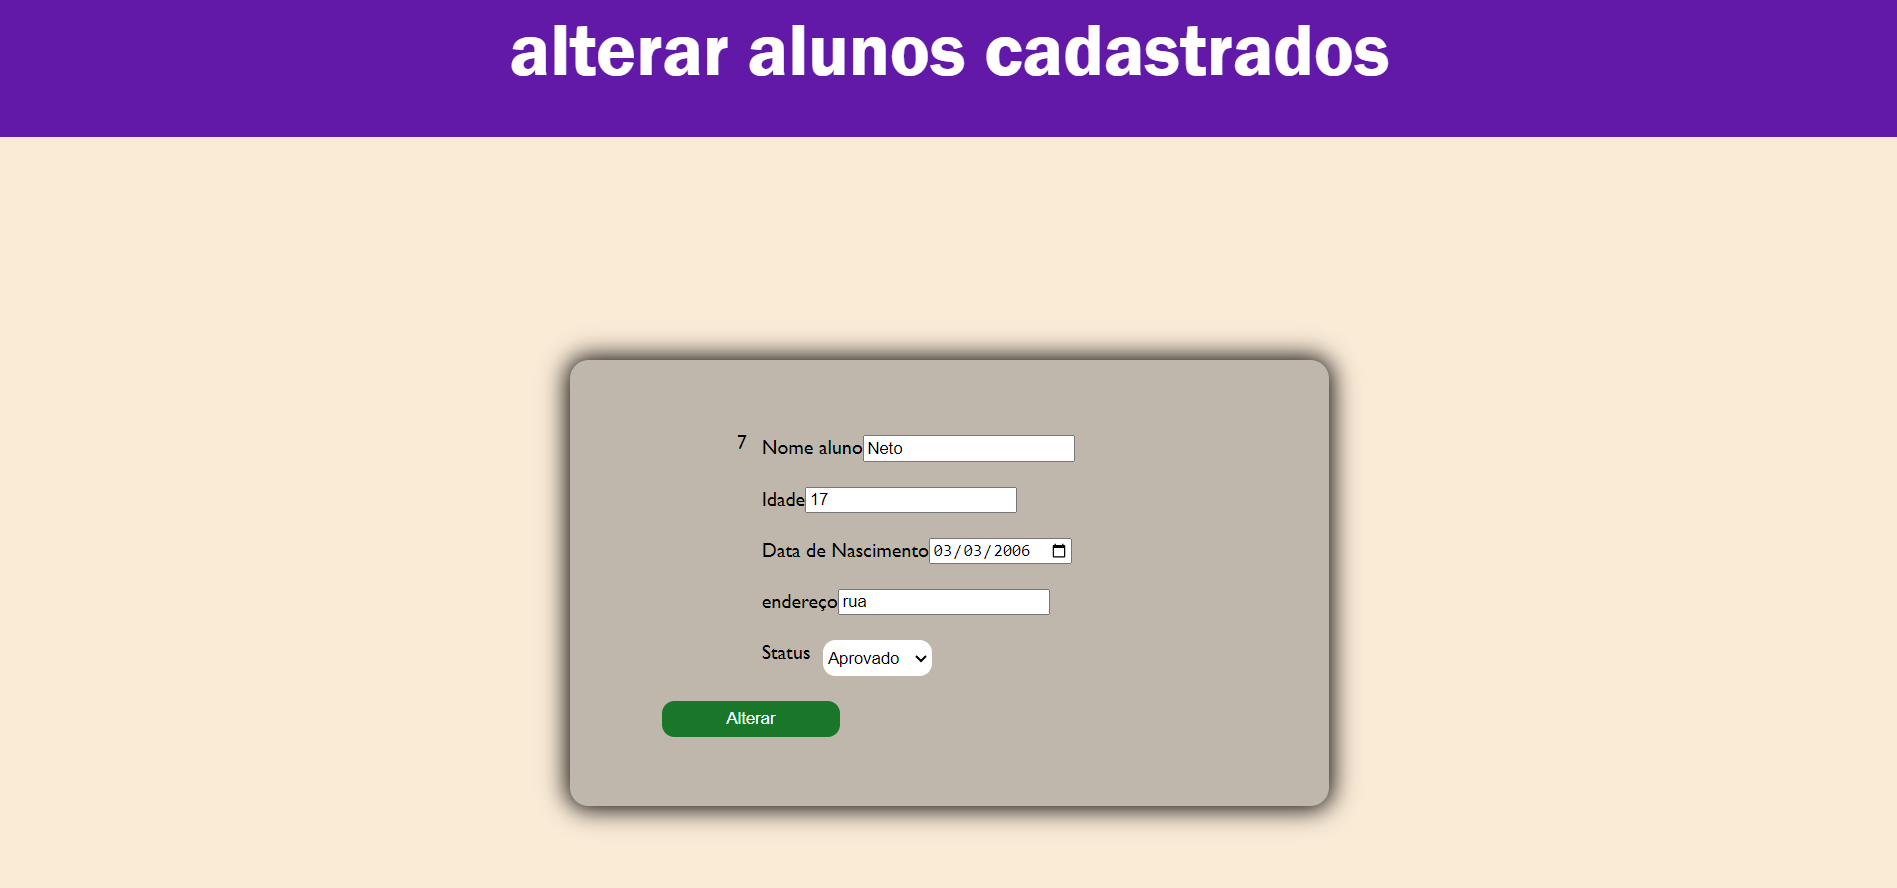 alterar alunos cadastrados
7 Nome aluno Neto
Idade 17
Data de Nascimento 03/03/2006
endereço rua
Status Aprovado
Alterar